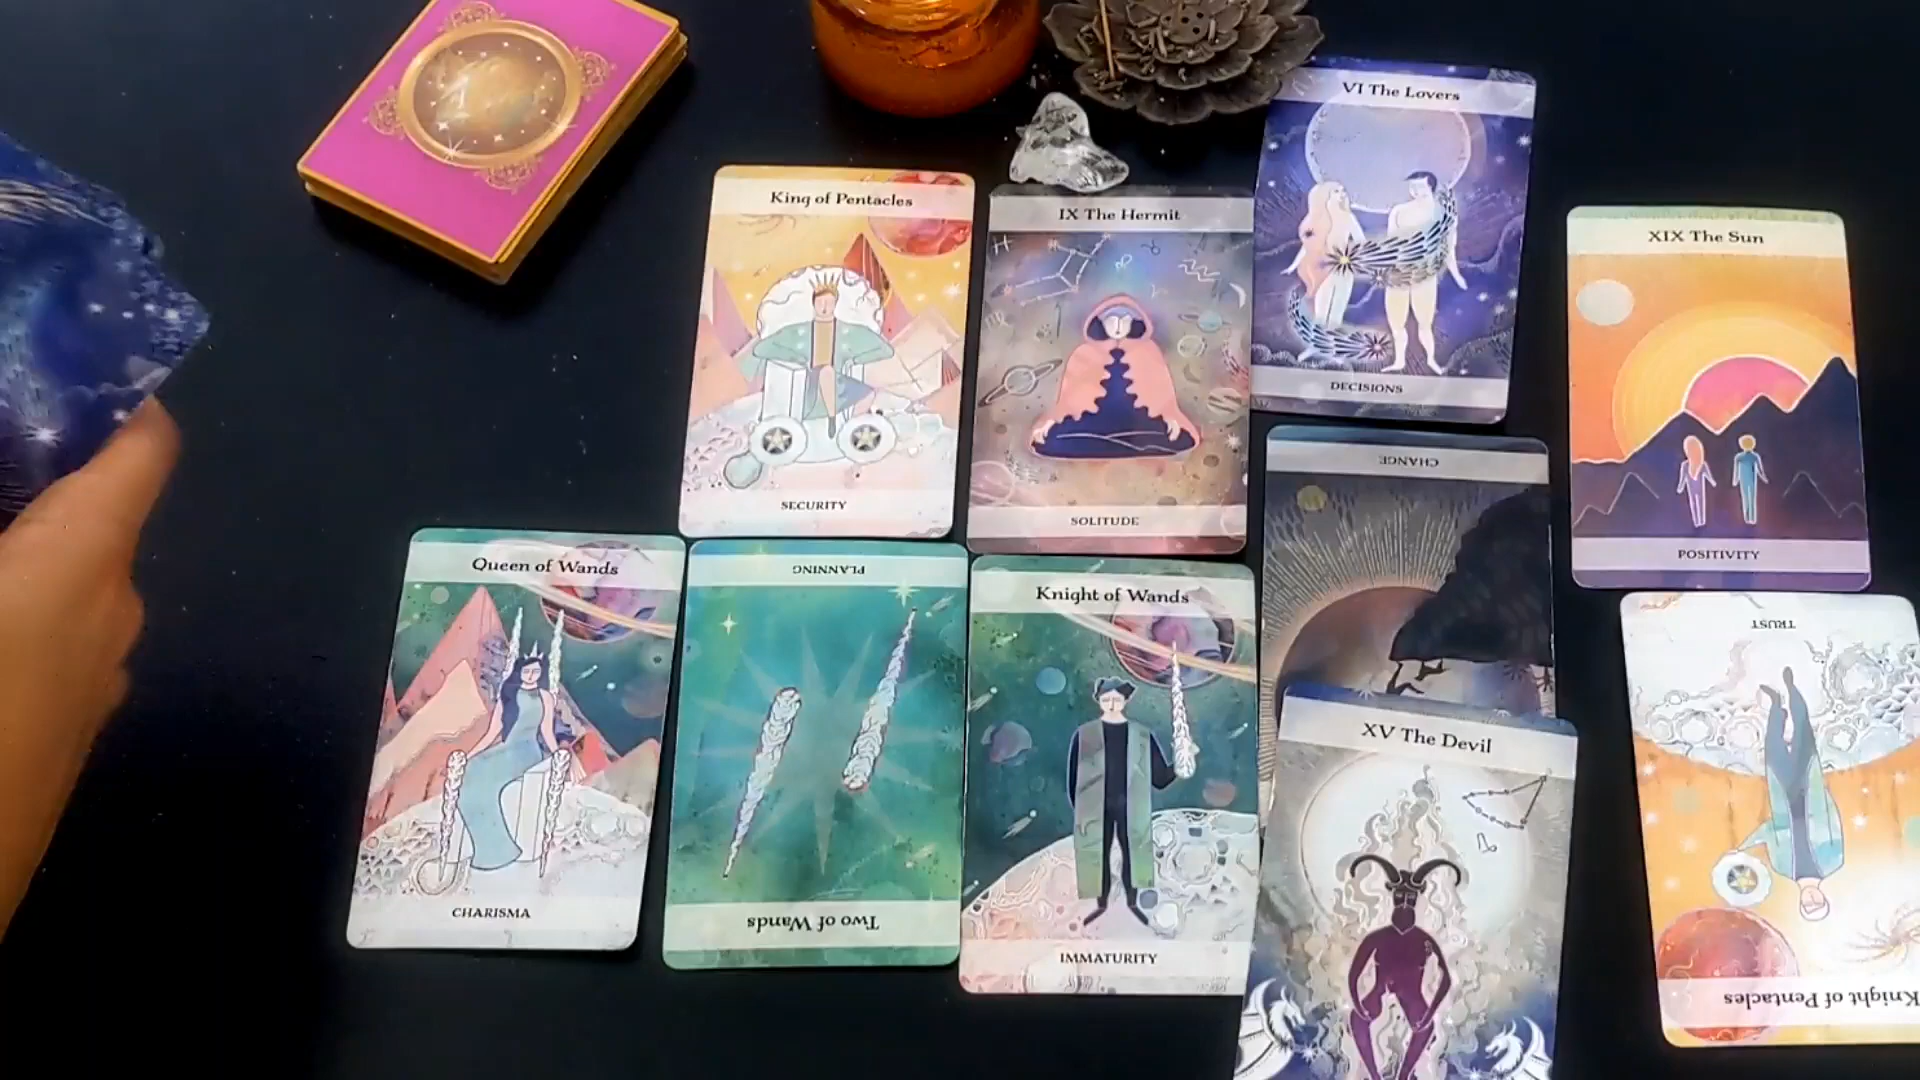 VI The Lovers
DECISIONS
King of Pentacles
SECURITY
IX The Hermit
SOLITUDE
XIX The Sun
POSITIVITY
CHANGE
Queen of Wands
CHARISMA
PLANNING
Two of Wands
Knight of Wands
IMMATURITY
XV The Devil
TRUST
Knight of Pentacles